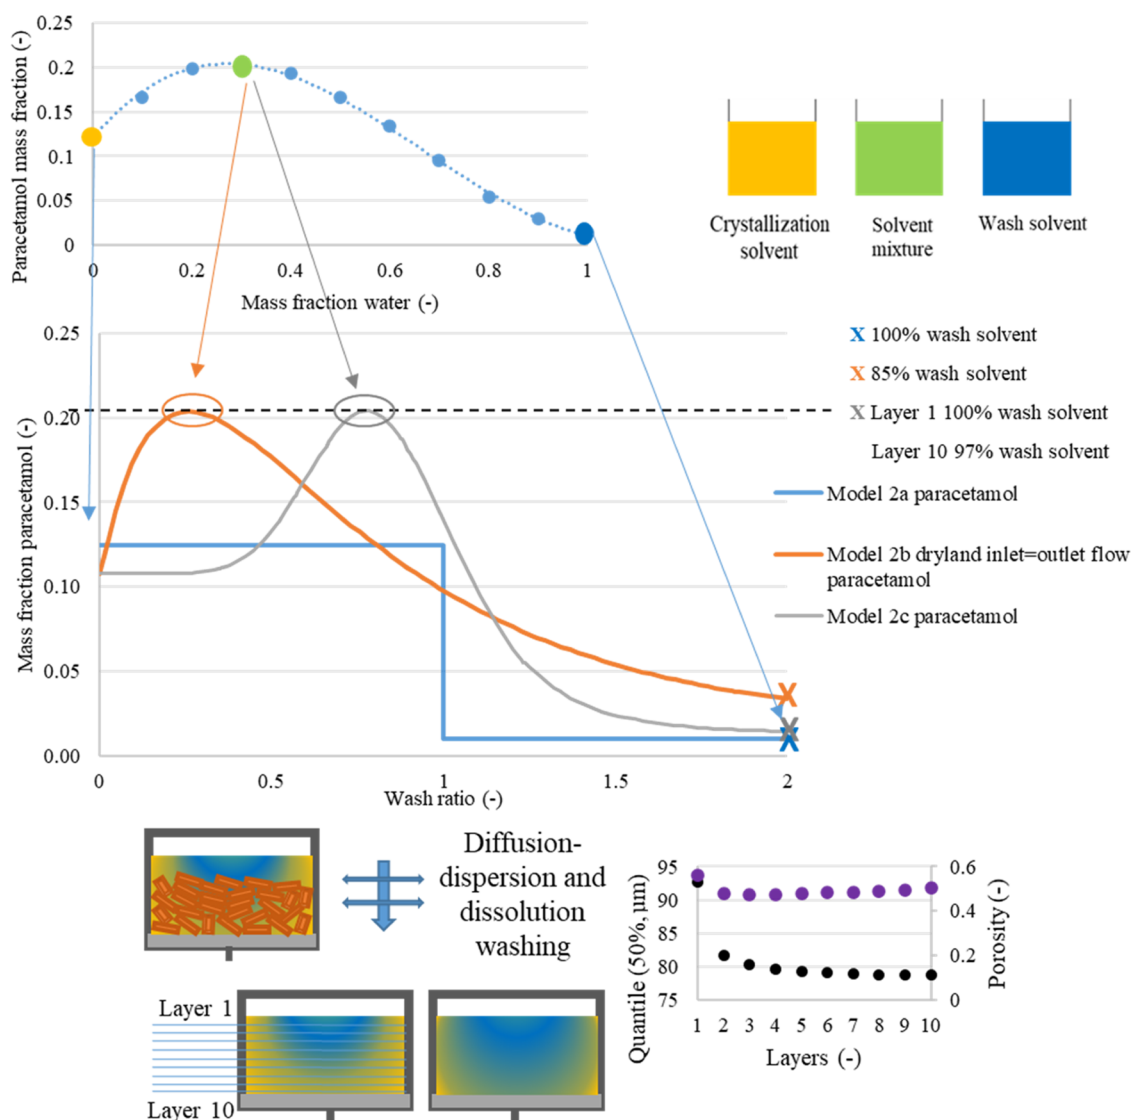 Paracetamol mass fraction (-)
0.25
0.2
0.15
0.1
0.05
0
0
0.2
0.4
0.6
0.8
1
Mass fraction water (-)
Crystallization
solvent
Solvent
mixture
Wash solvent
Mass fraction paracetamol (-)
0.25
0.20
0.15
0.10
0.05
0.00
0
0.5
1
1.5
2
Wash ratio (-)
X 100% wash solvent
X 85% wash solvent
X Layer 1 100% wash solvent
Layer 10 97% wash solvent
Model 2a paracetamol
Model 2b dryland inlet=outlet flow
paracetamol
Model 2c paracetamol
X
X
X
Diffusion-
dispersion and
dissolution
washing
Layer 1
Layer 10
Quantile (50%, μm)
95
90
85
80
75
0.6
0.4
0.2
0
Porosity (-)
1 2 3 4 5 6 7 8 9 10
Layers (-)